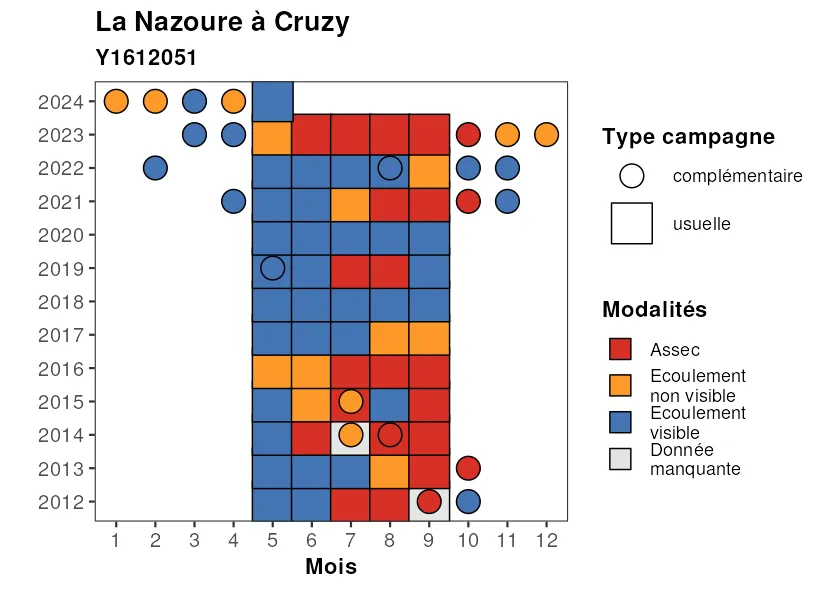 La Nazoure à Cruzy
Y1612051
2024
2023
2022
2021
2020
2019
2018
2017
2016
2015
2014
2013
2012
1 2 3 4 5 6 7 8 9 10 11 12
Mois
Type campagne
complémentaire
usuelle
Modalités
Assec
Ecoulement
non visible
Ecoulement
visible
Donnée
manquante